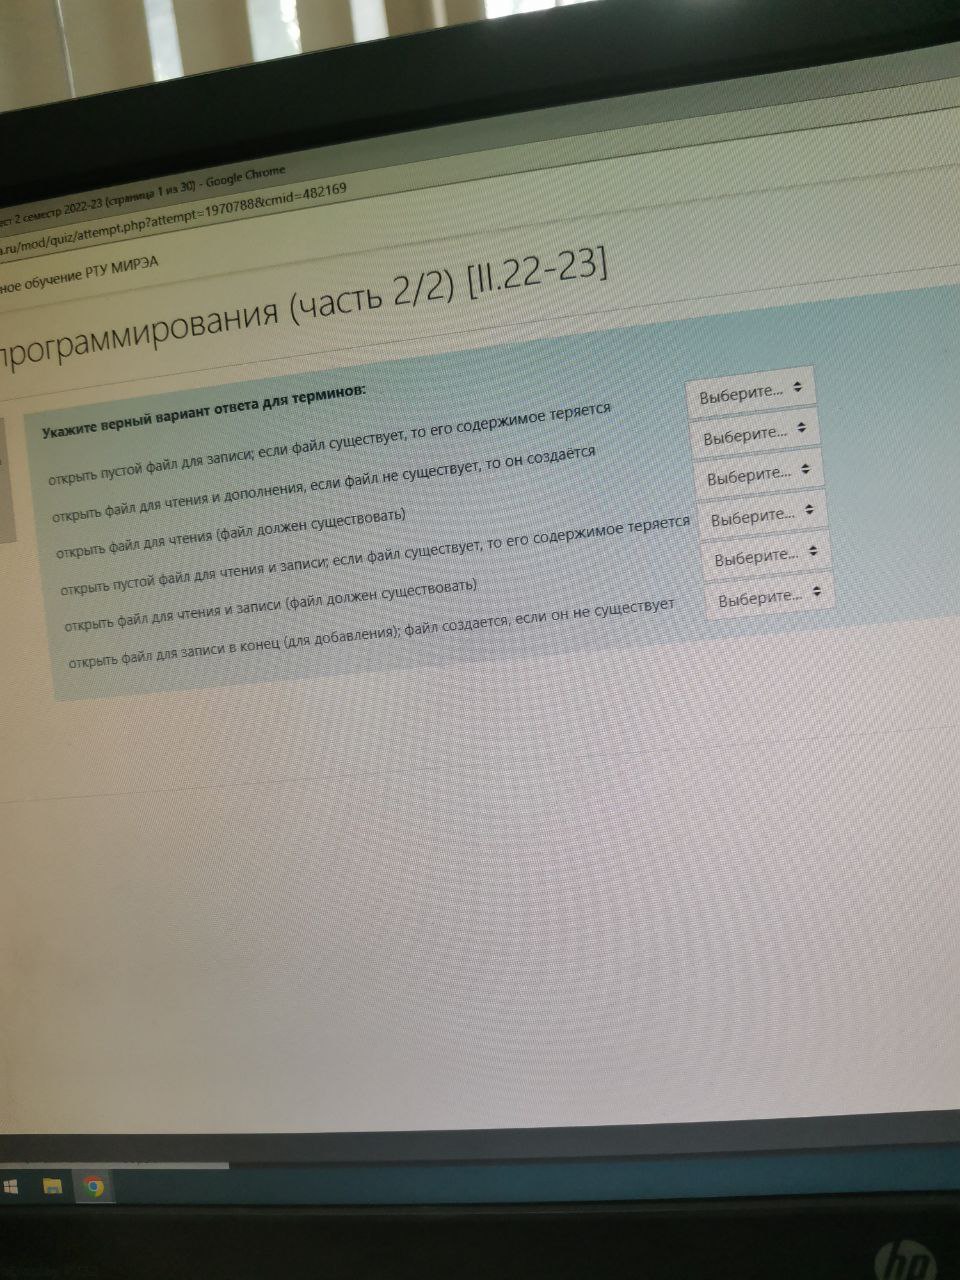 ест 2 семестр 2022-23 (страница 1 из 30) - Google Chrome
a.ru/mod/quiz/attempt.php?attempt=1970788&cmid=482169
ное обучение РТУ МИРЭА
программирования (часть 2/2) [II.22-23]
Укажите верный вариант ответа для терминов:
открыть пустой файл для записи; если файл существует, то его содержимое теряется Выберите...
открыть файл для чтения и дополнения, если файл не существует, то он создаётся Выберите...
открыть файл для чтения (файл должен существовать) Выберите...
открыть пустой файл для чтения и записи; если файл существует, то его содержимое теряется Выберите...
открыть файл для чтения и записи (файл должен существовать) Выберите...
открыть файл для записи в конец (для добавления); файл создается, если он не существует Выберите...
hp